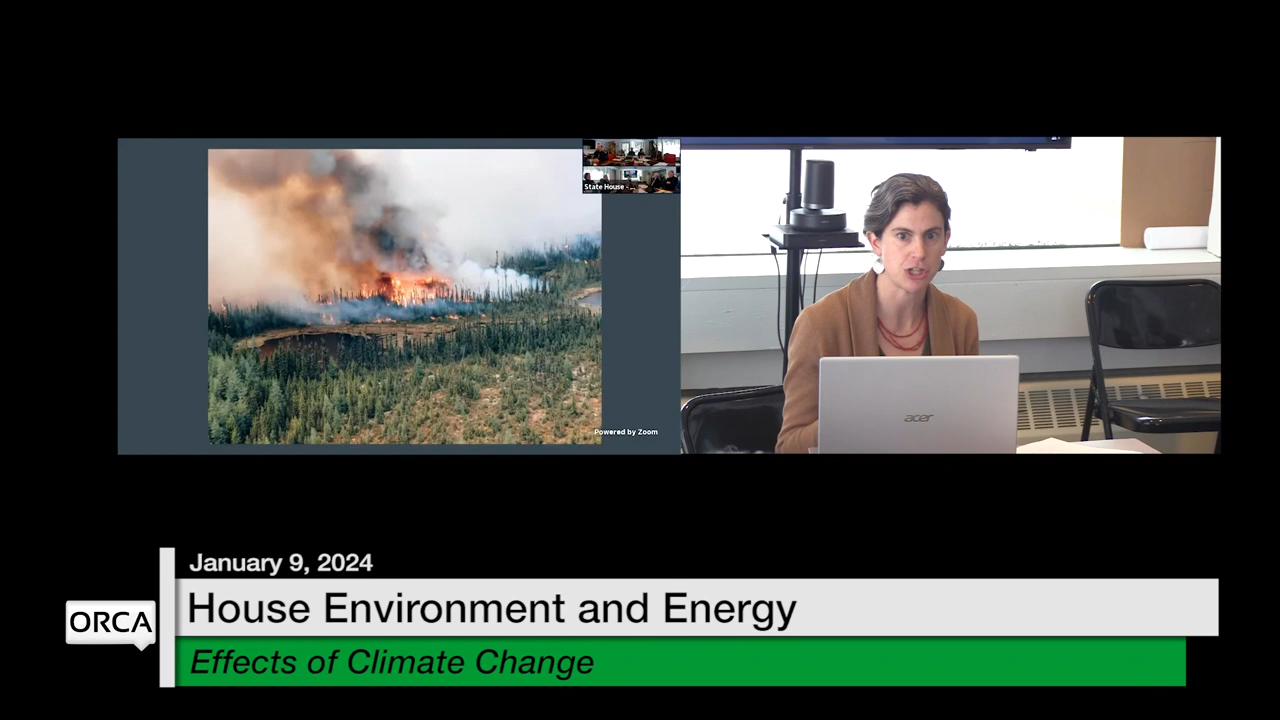 State House - ...
Powered by Zoom
acer
January 9, 2024
House Environment and Energy
ORCA
Effects of Climate Change